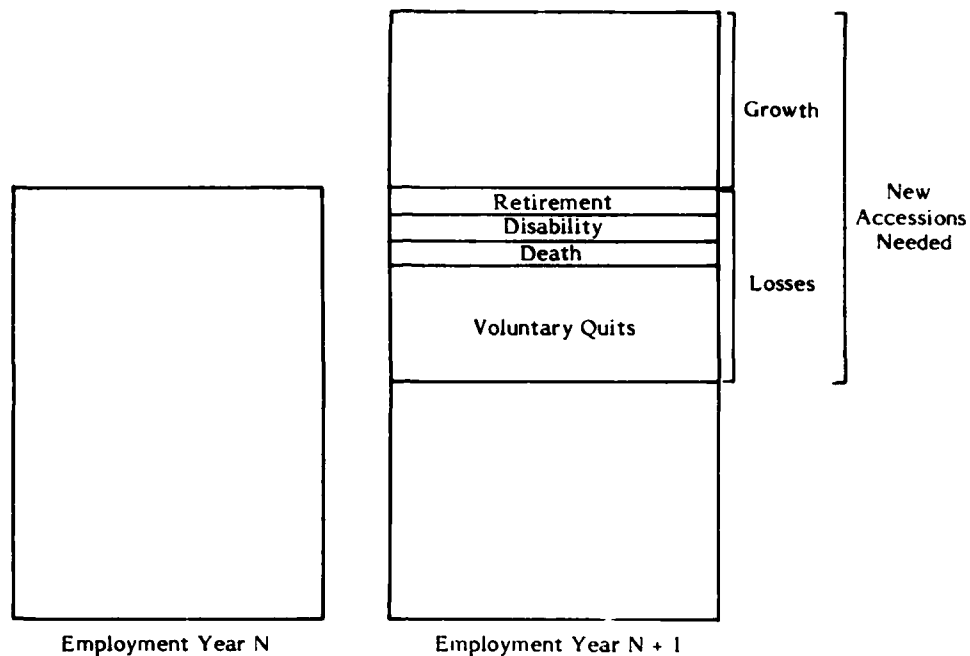 Growth
Retirement
Disability
Death
Voluntary Quits
Losses
New
Accessions
Needed
Employment Year N
Employment Year N + 1